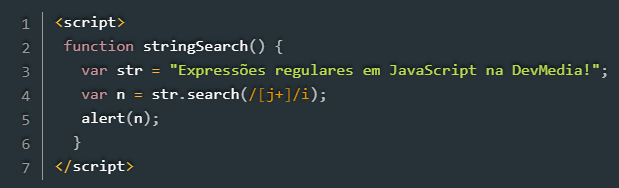 1 <script>
2 function stringSearch() {
3 var str = "Expressões regulares em JavaScript na DevMedia!";
4 var n = str.search(/[j+]/i);
5 alert(n);
6 }
7 </script>